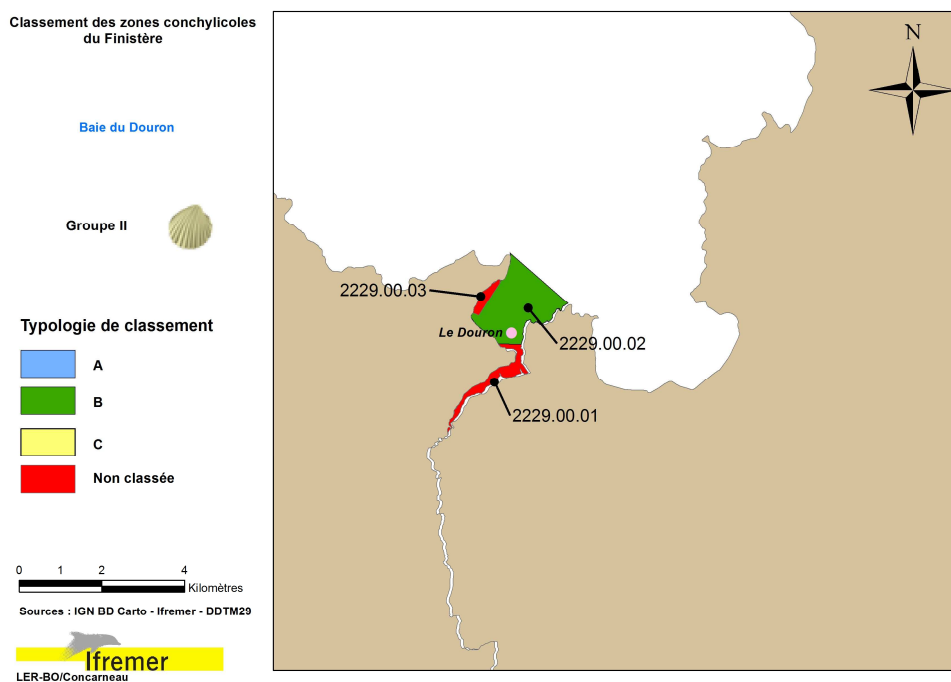 Classement des zones conchylicoles
du Finistère
Baie du Douron
Groupe II
Typologie de classement
A
B
C
Non classée
0 1 2 4
Kilomètres
Sources : IGN BD Carto - Ifremer - DDTM29
Ifremer
LER-BO/Concarneau
N
2229.00.03
Le Douron
2229.00.02
2229.00.01